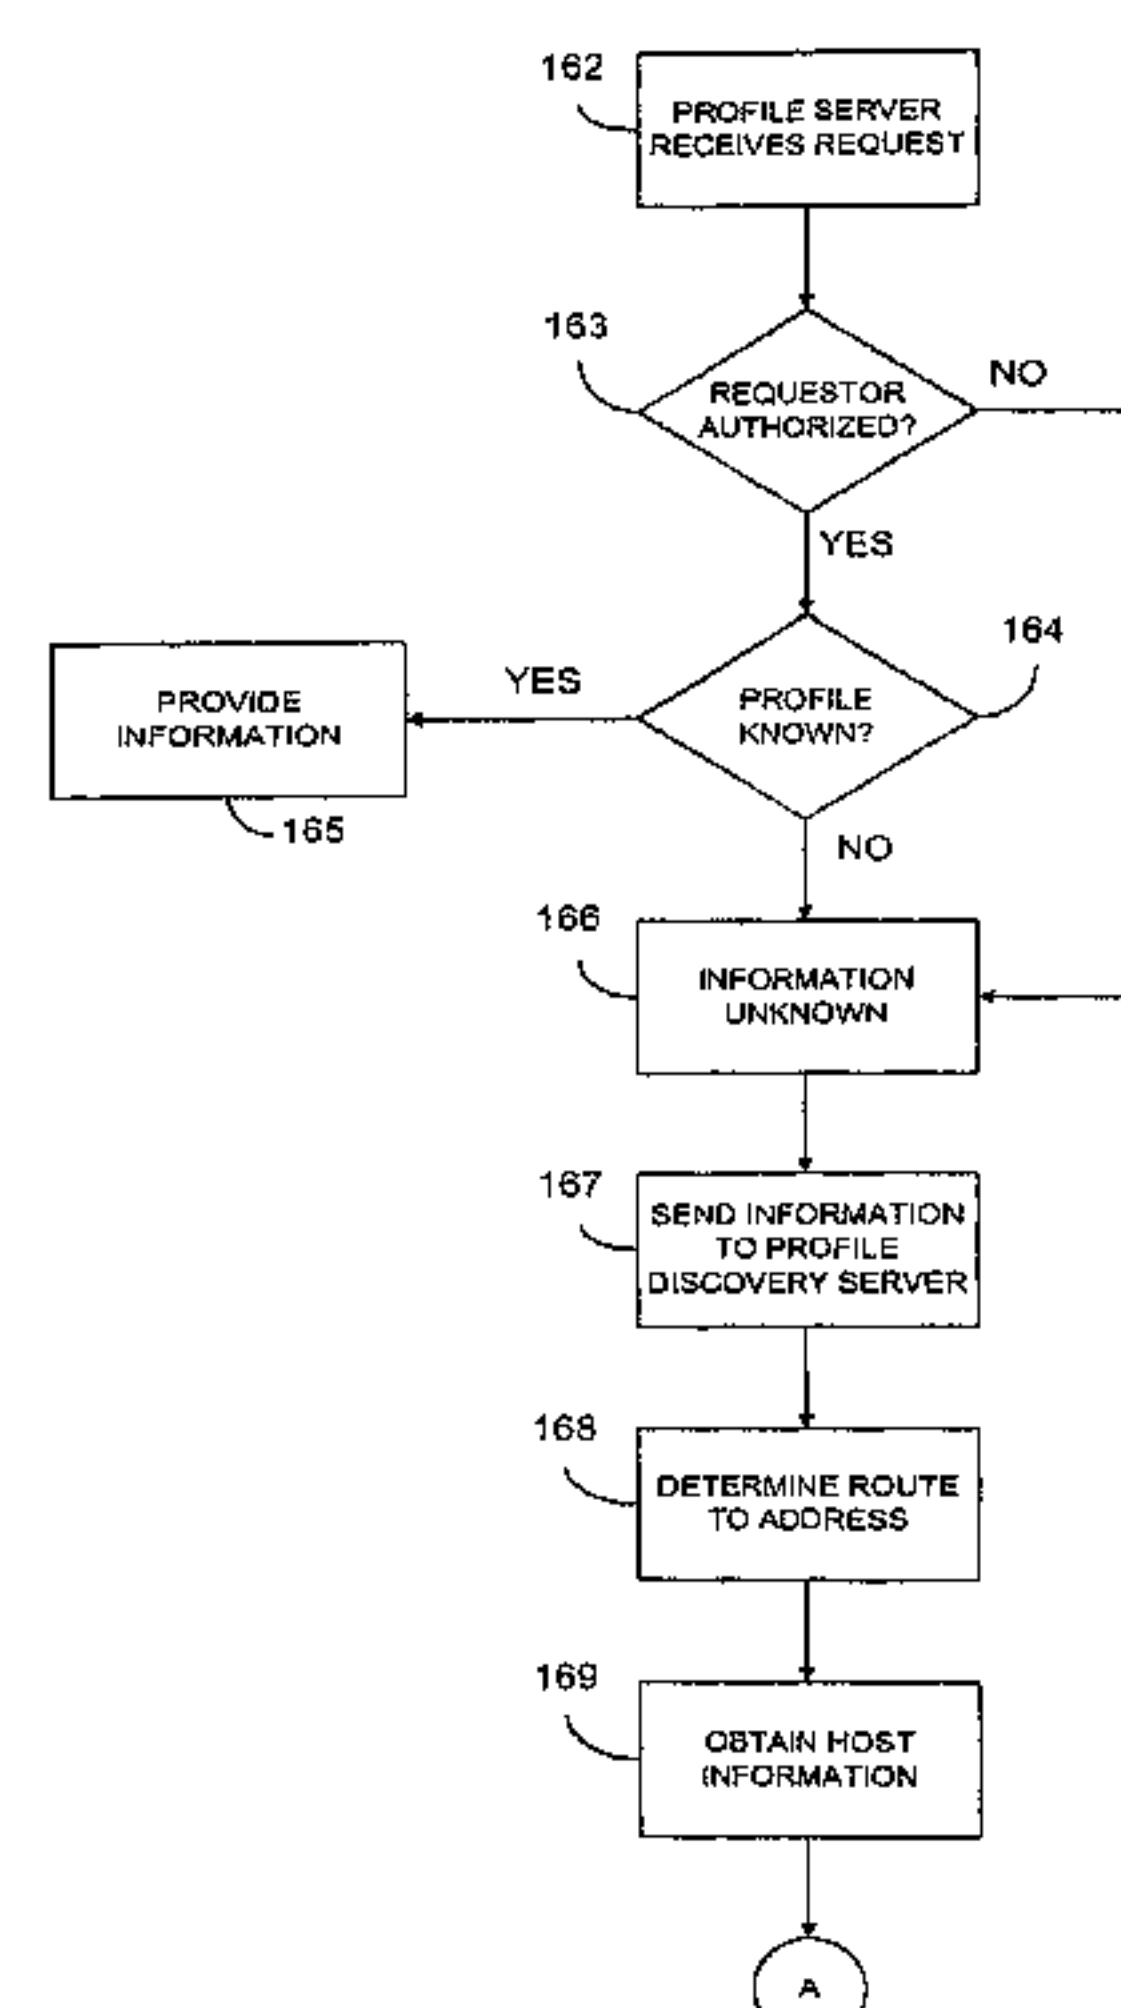 162
PROFILE SERVER
RECEIVES REQUEST
163
REQUESTOR
AUTHORIZED?
NO
YES
164
PROFILE
KNOWN?
YES
PROVIDE
INFORMATION
165
NO
166
INFORMATION
UNKNOWN
167
SEND INFORMATION
TO PROFILE
DISCOVERY SERVER
168
DETERMINE ROUTE
TO ADDRESS
169
OBTAIN HOST
INFORMATION
A